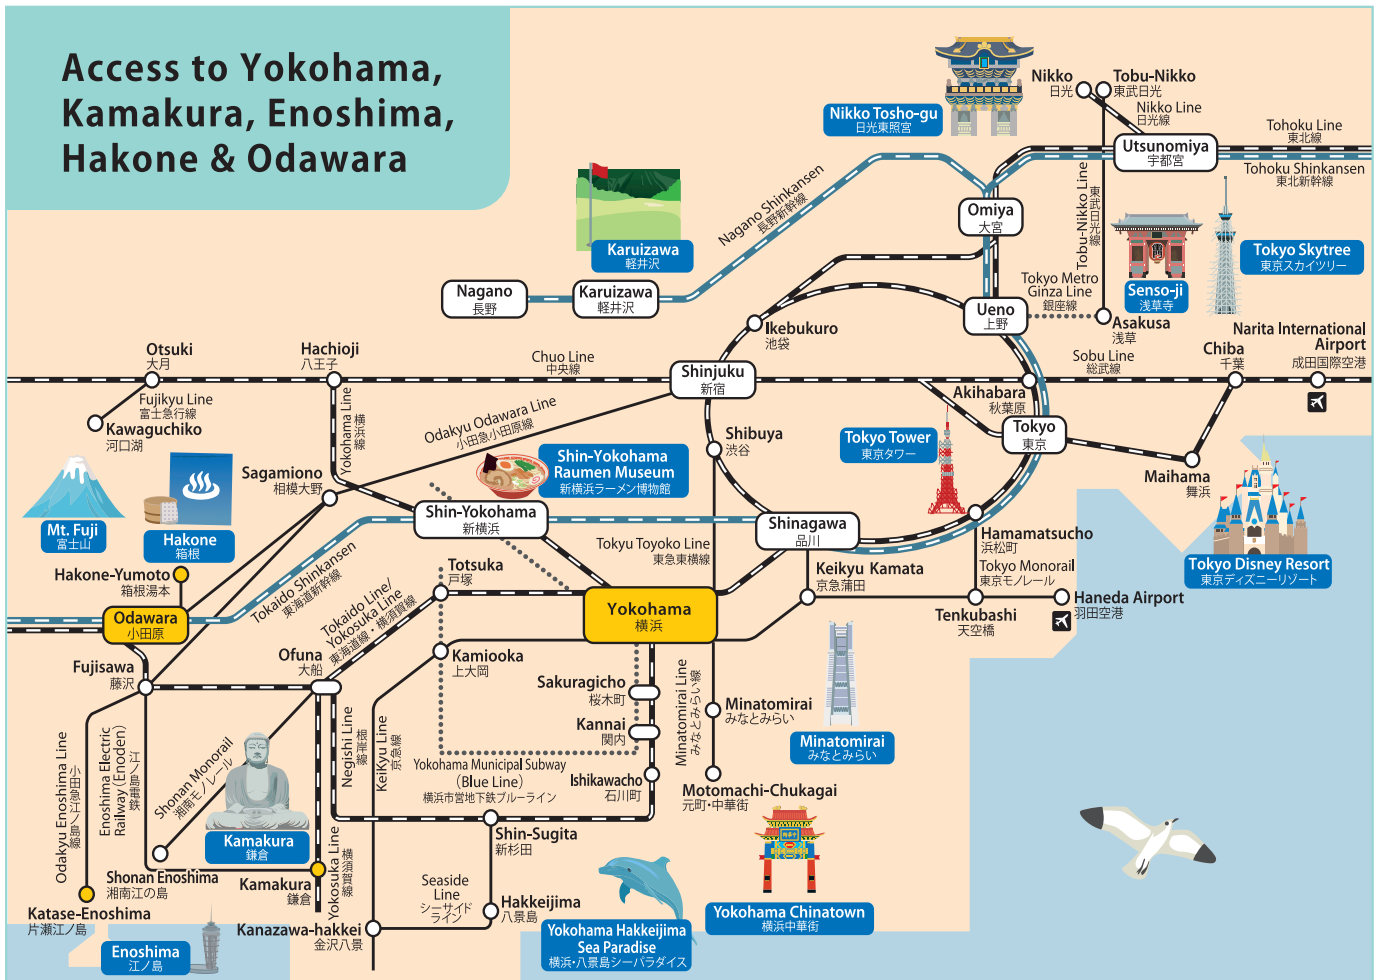 Access to Yokohama,
Kamakura, Enoshima,
Hakone & Odawara
Nikko Tosho-gu
日光東照宮
Nikko
日光
Tobu-Nikko
東武日光
Nikko Line
日光線
Utsunomiya
宇都宮
Tohoku Line
東北線
Tohoku Shinkansen
東北新幹線
Karuizawa
軽井沢
Nagano Shinkansen
長野新幹線
Omiya
大宮
Tobu-Nikko Line
東武日光線
Senso-ji
浅草寺
Tokyo Skytree
東京スカイツリー
Nagano
長野
Karuizawa
軽井沢
Tokyo Metro
Ginza Line
銀座線
Ueno
上野
Asakusa
浅草
Ikebukuro
池袋
Narita International
Airport
成田国際空港
Otsuki
大月
Hachioji
八王子
Chuo Line
中央線
Shinjuku
新宿
Sobu Line
総武線
Chiba
千葉
Akihabara
秋葉原
Fujikyu Line
富士急行線
Kawaguchiko
河口湖
Yokohama Line
横浜線
Odakyu Odawara Line
小田急小田原線
Shibuya
渋谷
Tokyo Tower
東京タワー
Tokyo
東京
Maihama
舞浜
Sagamiono
相模大野
Shin-Yokohama
Raumen Museum
新横浜ラーメン博物館
Mt. Fuji
富士山
Hakone
箱根
Shin-Yokohama
新横浜
Shinagawa
品川
Hamamatsucho
浜松町
Tokyo Monorail
東京モノレール
Tokyo Disney Resort
東京ディズニーリゾート
Hakone-Yumoto
箱根湯本
Tokaido Shinkansen
東海道新幹線
Totsuka
戸塚
Tokyu Toyoko Line
東急東横線
Keikyu Kamata
京急蒲田
Odawara
小田原
Tokaido Line/
Yokosuka Line
東海道線・横須賀線
Yokohama
横浜
Tenkubashi
天空橋
Haneda Airport
羽田空港
Fujisawa
藤沢
Ofuna
大船
Kamiooka
上大岡
Sakuragicho
桜木町
Kannai
関内
Minatomirai Line
みなとみらい線
Minatomirai
みなとみらい
Minatomirai
みなとみらい
Odakyu Enoshima Line
小田急江ノ島線
Enoshima Electric
Railway (Enoden)
江ノ島電鉄
Shonan Monorail
湘南モノレール
Negishi Line
根岸線
KeiKyu Line
京急線
Yokohama Municipal Subway
(Blue Line)
横浜市営地下鉄ブルーライン
Ishikawacho
石川町
Motomachi-Chukagai
元町・中華街
Kamakura
鎌倉
Shin-Sugita
新杉田
Shonan Enoshima
湘南江の島
Kamakura
鎌倉
Yokosuka Line
横須賀線
Seaside
Line
シーサイド
ライン
Hakkeijima
八景島
Katase-Enoshima
片瀬江ノ島
Enoshima
江ノ島
Kanazawa-hakkei
金沢八景
Yokohama Hakkeijima
Sea Paradise
横浜・八景島シーパラダイス
Yokohama Chinatown
横浜中華街